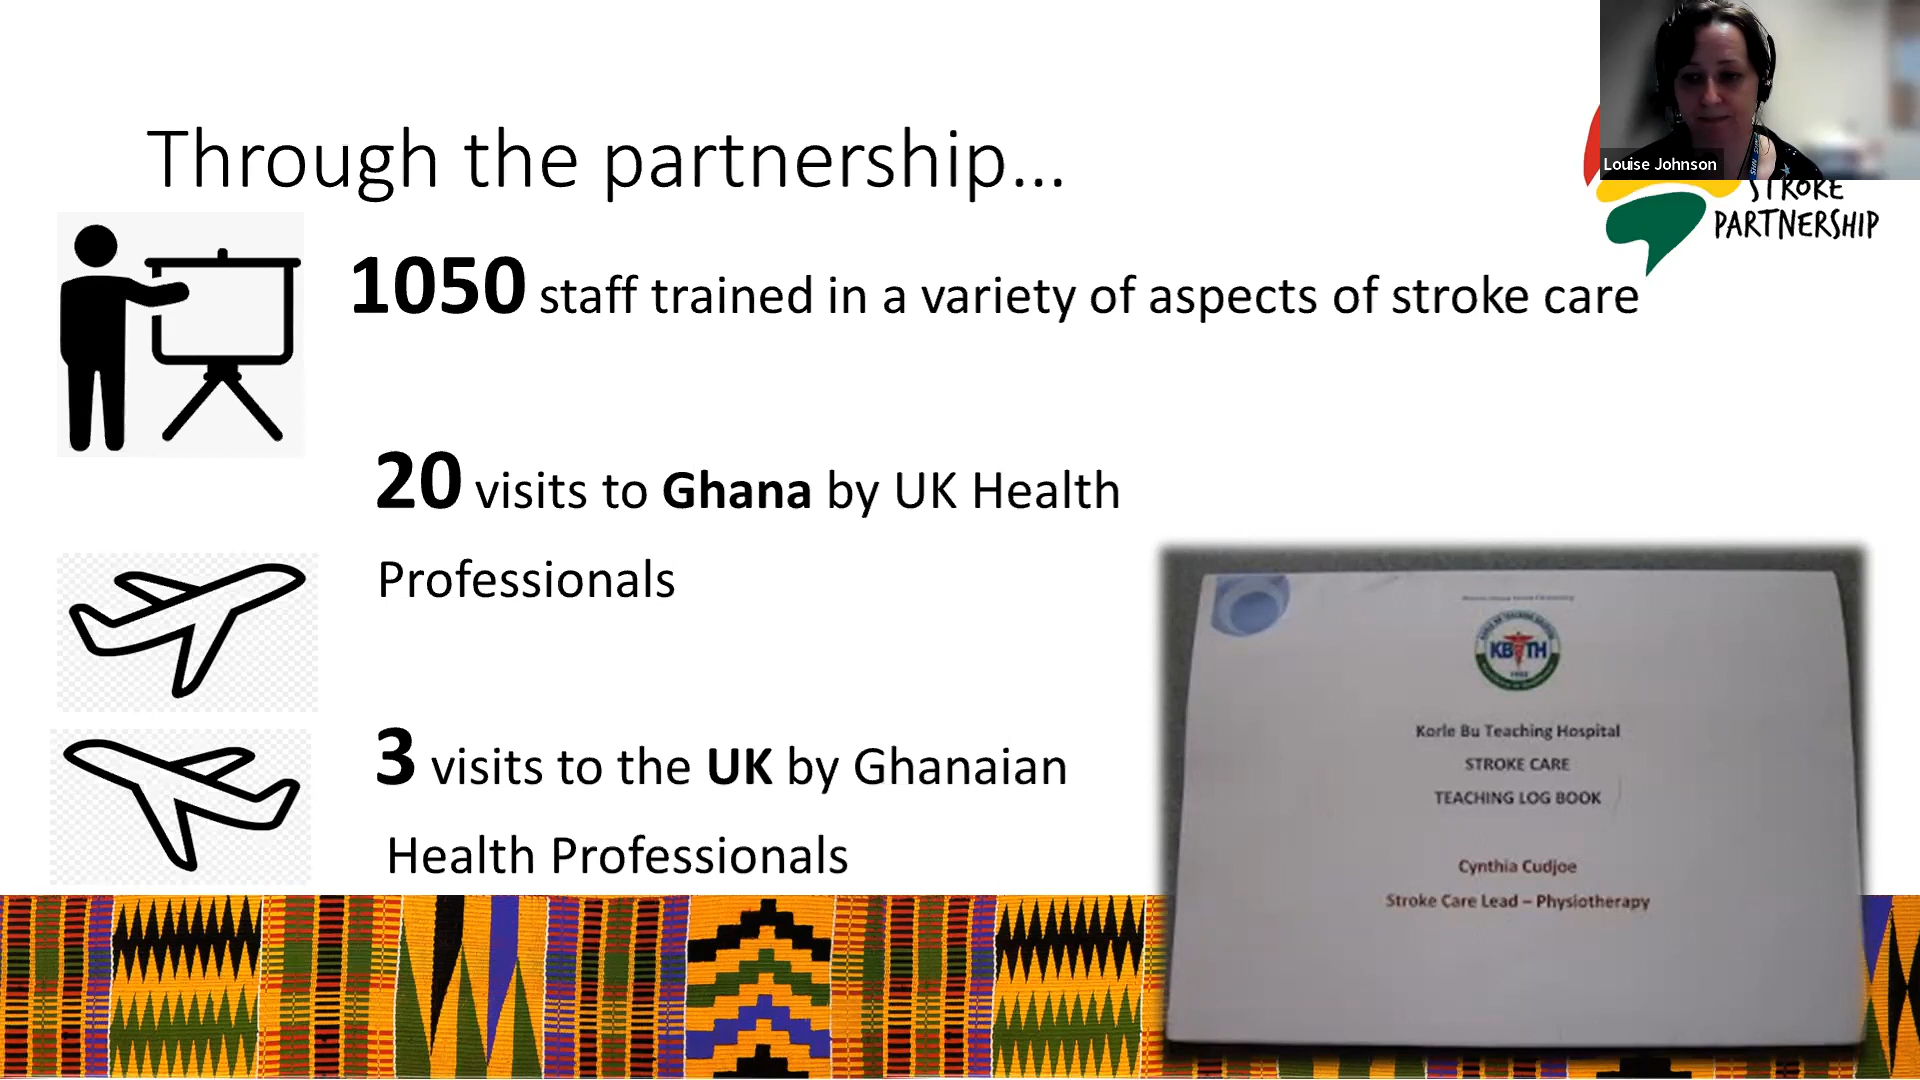 Louise Johnson
Through the partnership...
STROKE
PARTNERSHIP
1050 staff trained in a variety of aspects of stroke care
20 visits to Ghana by UK Health
Professionals
3 visits to the UK by Ghanaian
Health Professionals
KBTH
Korle Bu Teaching Hospital
STROKE CARE
TEACHING LOG BOOK
Cynthia Cudjoe
Stroke Care Lead – Physiotherapy